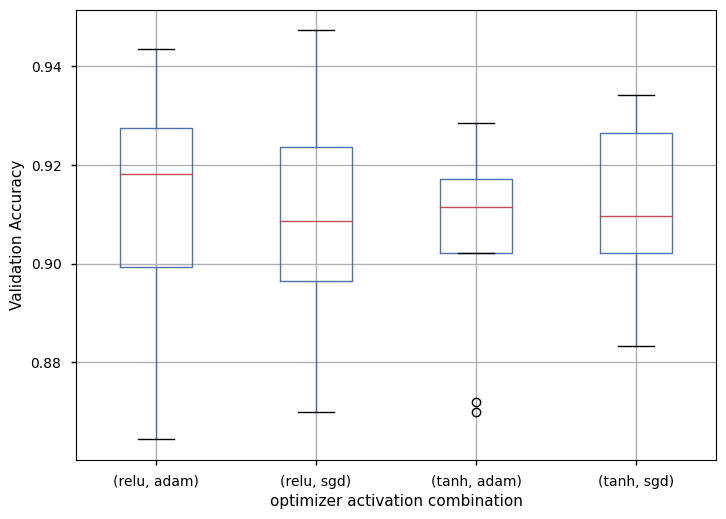 0.94
0.92
0.90
0.88
Validation Accuracy
(relu, adam)
(relu, sgd)
(tanh, adam)
(tanh, sgd)
optimizer activation combination